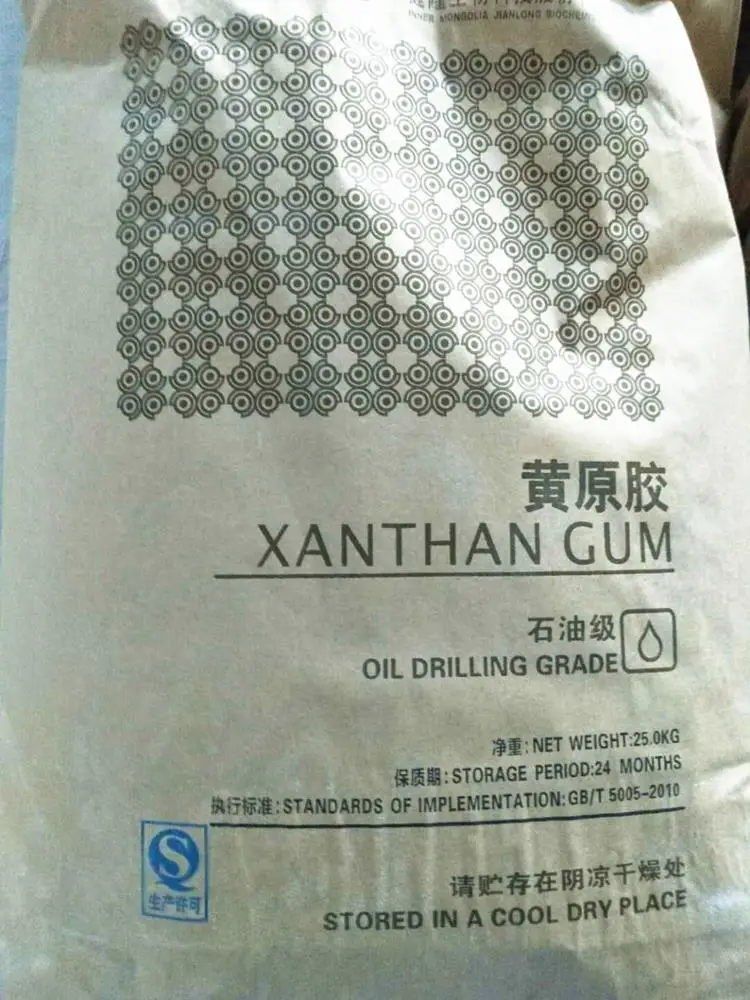 INNER MONGOLIA JIANLONG BIOCHEM
黄原胶
XANTHAN GUM
石油级
OIL DRILLING GRADE
净重:NET WEIGHT:25.0KG
保质期:STORAGE PERIOD:24 MONTHS
执行标准:STANDARDS OF IMPLEMENTATION:GB/T 5005-2010
生产许可
请贮存在阴凉干燥处
STORED IN A COOL DRY PLACE